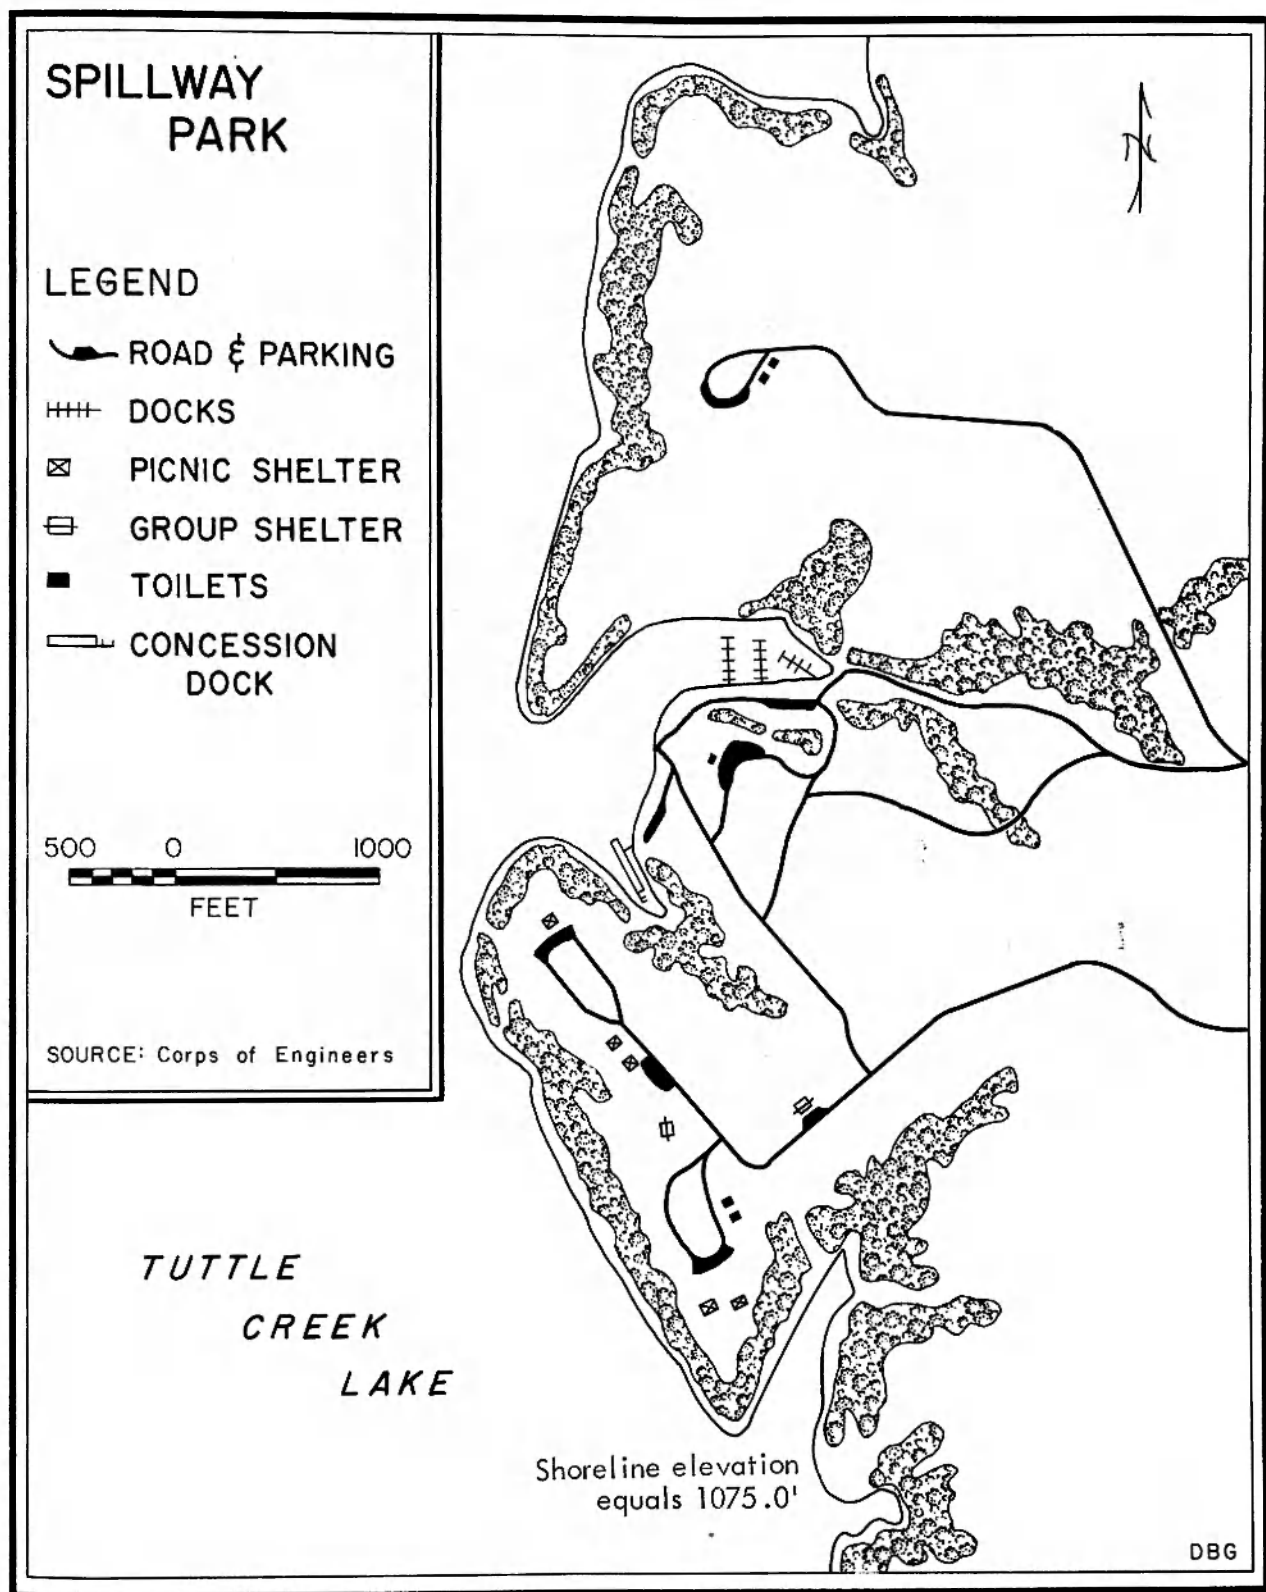 SPILLWAY
PARK
LEGEND
ROAD & PARKING
DOCKS
PICNIC SHELTER
GROUP SHELTER
TOILETS
CONCESSION
DOCK
500 0 1000
FEET
SOURCE: Corps of Engineers
N
TUTTLE
CREEK
LAKE
Shoreline elevation
equals 1075.0'
DBG